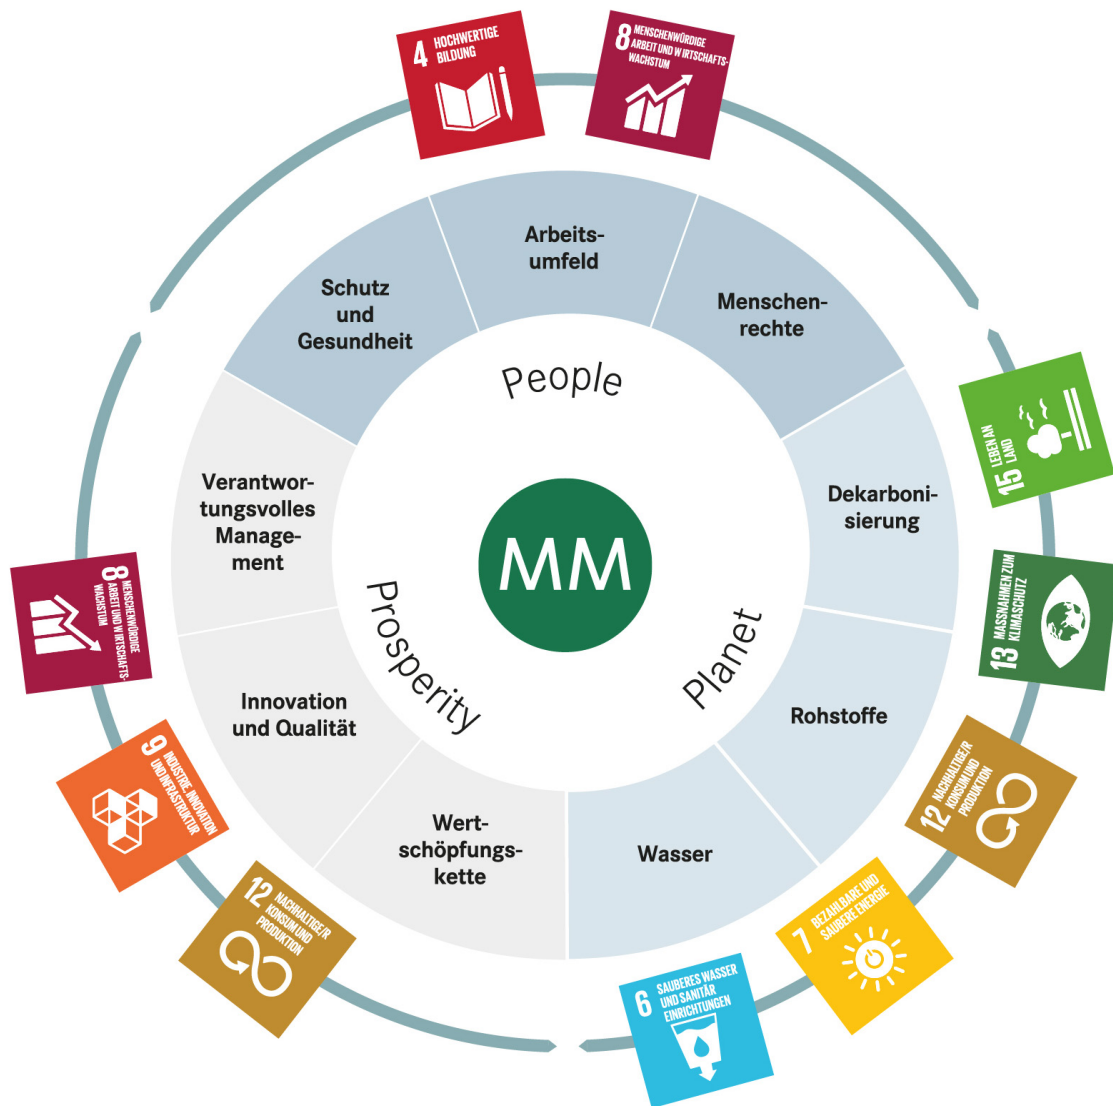 4 HOCHWERTIGE
BILDUNG
8 MENSCHENWÜRDIGE
ARBEIT UND WIRTSCHAFTS-
WACHSTUM
Arbeits-
umfeld
Schutz
und
Gesundheit
Menschen-
rechte
People
15 LEBEN AN
LAND
Verantwor-
tungsvolles
Manage-
ment
Dekarboni-
sierung
MM
13 MASSNAHMEN ZUM
KLIMASCHUTZ
8 MENSCHENWÜRDIGE
ARBEIT UND WIRTSCHAFTS-
WACHSTUM
Prosperity
Planet
Innovation
und Qualität
Rohstoffe
9 INDUSTRIE, INNOVATION
UND INFRASTRUKTUR
12 NACHHALTIGE/R
KONSUM UND
PRODUKTION
Wert-
schöpfungs-
kette
Wasser
12 NACHHALTIGE/R
KONSUM UND
PRODUKTION
7 BEZAHLBARE UND
SAUBERE ENERGIE
6 SAUBERES WASSER
UND SANITÄR
EINRICHTUNGEN